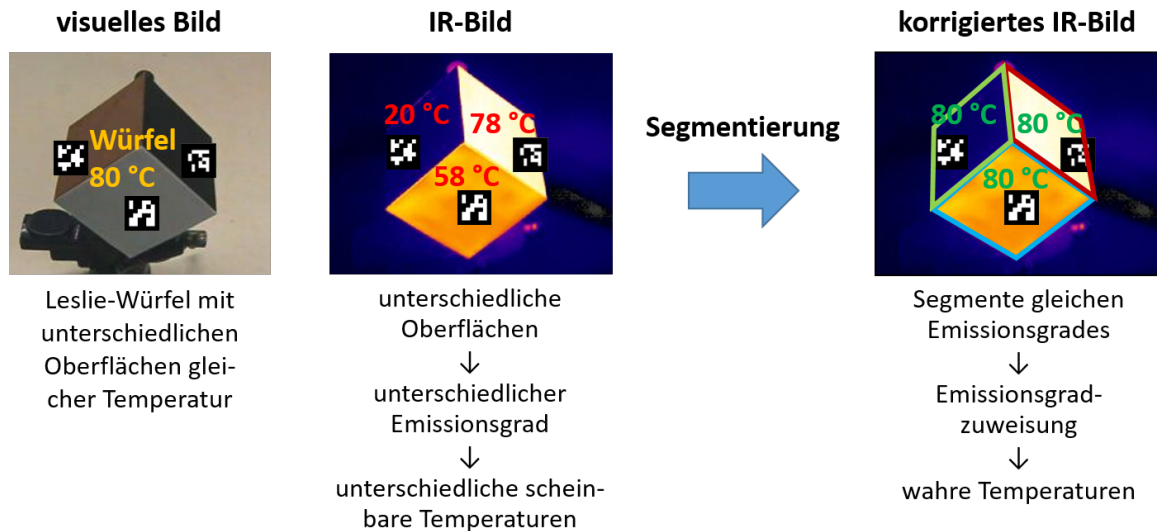 visuelles Bild
Würfel
80 °C
Leslie-Würfel mit
unterschiedlichen
Oberflächen glei-
cher Temperatur
IR-Bild
20 °C
78 °C
58 °C
unterschiedliche
Oberflächen
↓
unterschiedlicher
Emissionsgrad
↓
unterschiedliche schein-
bare Temperaturen
Segmentierung
korrigiertes IR-Bild
80 °C
80 °C
80 °C
Segmente gleichen
Emissionsgrades
↓
Emissionsgrad-
zuweisung
↓
wahre Temperaturen